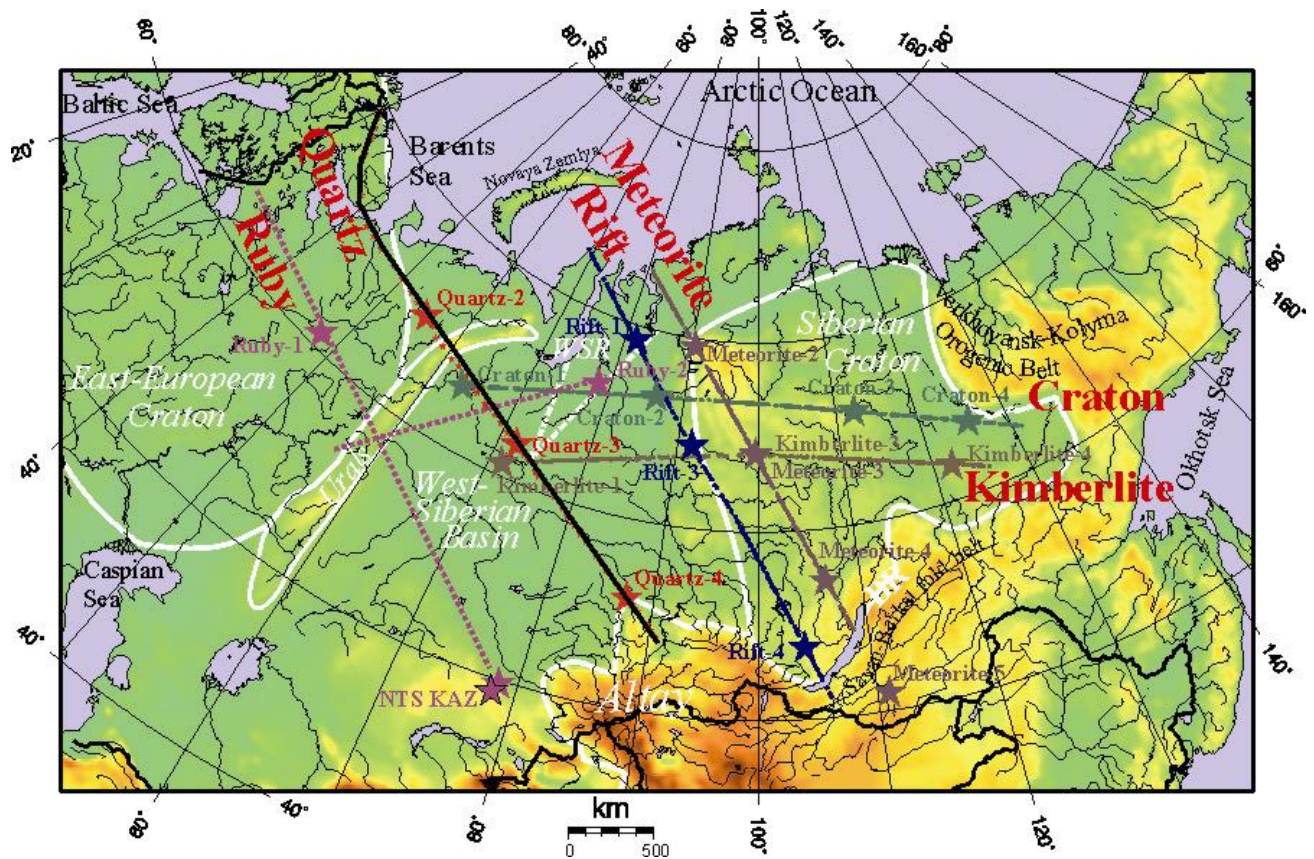 60°
80°
40°
60°
80°
100°
120°
140°
160°
80°
Baltic Sea
Arctic Ocean
20°
Quartz
Barents
Sea
Novaya Zemlya
Meteorite
Rift
Ruby
60°
160°
Quartz-2
Siberian
Craton
Verkhoyansk-Kolyma
Orogenic Belt
Rift-1
WSR
Meteorite-2
Ruby-1
Ruby-2
East-European
Craton
Craton-1
Craton-2
Craton-3
Craton-4
Craton
Okhotsk Sea
40°
Urals
Quartz-3
Kimberlite-1
Rift-3
Kimberlite-3
Meteorite-3
Kimberlite-4
Kimberlite
West-
Siberian
Basin
Caspian
Sea
Quartz-4
Meteorite-4
BR
Sayan-Baikal fold belt
40°
Rift-4
140°
NTS KAZ
Altay
Meteorite-5
60°
40°
80°
km
0 500
100°
120°